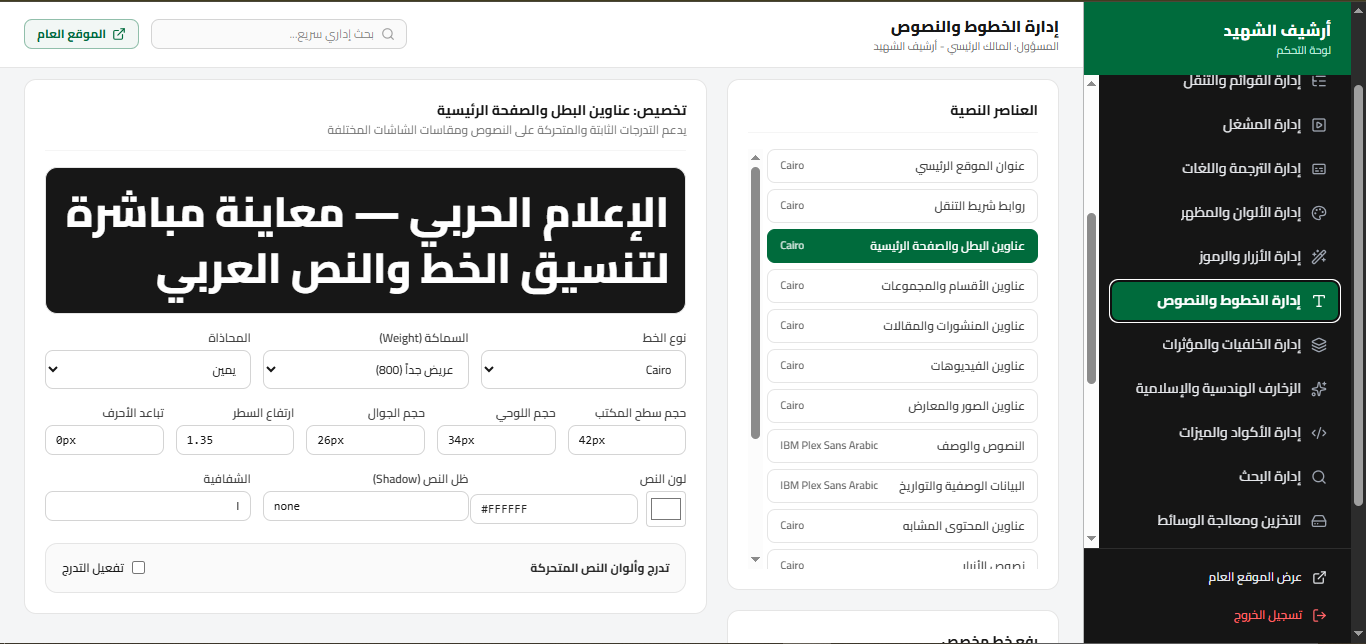 أرشيف الشهيد
لوحة التحكم
إدارة القوائم والتنقل
إدارة المشغل
إدارة الترجمة واللغات
إدارة الألوان والمظهر
إدارة الأزرار والرموز
إدارة الخطوط والنصوص
إدارة الخلفيات والمؤثرات
الزخارف الهندسية والإسلامية
إدارة الأكواد والميزات
إدارة البحث
التخزين ومعالجة الوسائط
عرض الموقع العام
تسجيل الخروج
إدارة الخطوط والنصوص
المسؤول: المالك الرئيسي - أرشيف الشهيد
بحث إداري سريع...
الموقع العام
العناصر النصية
عنوان الموقع الرئيسي Cairo
روابط شريط التنقل Cairo
عناوين البطل والصفحة الرئيسية Cairo
عناوين الأقسام والمجموعات Cairo
عناوين المنشورات والمقالات Cairo
عناوين الفيديوهات Cairo
عناوين الصور والمعارض Cairo
النصوص والوصف IBM Plex Sans Arabic
البيانات الوصفية والتواريخ IBM Plex Sans Arabic
عناوين المحتوى المشابه Cairo
نصوص الأزرار Cairo
رفع خط مخصص
تخصيص: عناوين البطل والصفحة الرئيسية
يدعم التدرجات الثابتة والمتحركة على النصوص ومقاسات الشاشات المختلفة
الإعلام الحربي — معاينة مباشرة
لتنسيق الخط والنص العربي
نوع الخط السماكة (Weight) المحاذاة
Cairo عريض جداً (800) يمين
حجم سطح المكتب حجم اللوحي حجم الجوال ارتفاع السطر تباعد الأحرف
42px 34px 26px 1.35 0px
لون النص ظل النص (Shadow) الشفافية
#FFFFFF none 1
تدرج وألوان النص المتحركة تفعيل التدرج